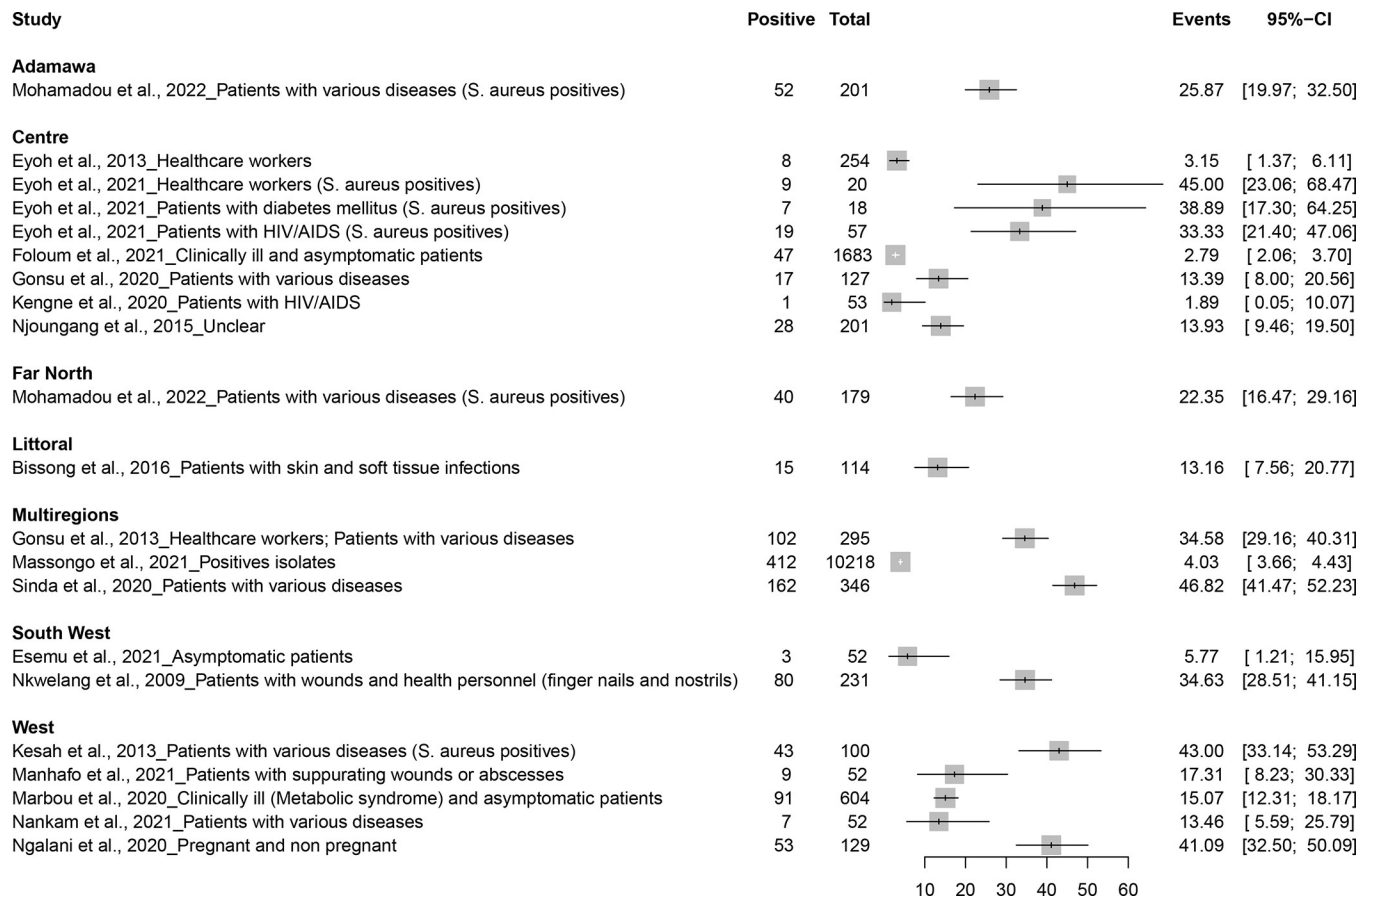 Study Positive Total Events 95%−CI
Adamawa
Mohamadou et al., 2022_Patients with various diseases (S. aureus positives) 52 201 25.87 [19.97; 32.50]
Centre
Eyoh et al., 2013_Healthcare workers 8 254 3.15 [ 1.37; 6.11]
Eyoh et al., 2021_Healthcare workers (S. aureus positives) 9 20 45.00 [23.06; 68.47]
Eyoh et al., 2021_Patients with diabetes mellitus (S. aureus positives) 7 18 38.89 [17.30; 64.25]
Eyoh et al., 2021_Patients with HIV/AIDS (S. aureus positives) 19 57 33.33 [21.40; 47.06]
Foloum et al., 2021_Clinically ill and asymptomatic patients 47 1683 2.79 [ 2.06; 3.70]
Gonsu et al., 2020_Patients with various diseases 17 127 13.39 [ 8.00; 20.56]
Kengne et al., 2020_Patients with HIV/AIDS 1 53 1.89 [ 0.05; 10.07]
Njoungang et al., 2015_Unclear 28 201 13.93 [ 9.46; 19.50]
Far North
Mohamadou et al., 2022_Patients with various diseases (S. aureus positives) 40 179 22.35 [16.47; 29.16]
Littoral
Bissong et al., 2016_Patients with skin and soft tissue infections 15 114 13.16 [ 7.56; 20.77]
Multiregions
Gonsu et al., 2013_Healthcare workers; Patients with various diseases 102 295 34.58 [29.16; 40.31]
Massongo et al., 2021_Positives isolates 412 10218 4.03 [ 3.66; 4.43]
Sinda et al., 2020_Patients with various diseases 162 346 46.82 [41.47; 52.23]
South West
Esemu et al., 2021_Asymptomatic patients 3 52 5.77 [ 1.21; 15.95]
Nkwelang et al., 2009_Patients with wounds and health personnel (finger nails and nostrils) 80 231 34.63 [28.51; 41.15]
West
Kesah et al., 2013_Patients with various diseases (S. aureus positives) 43 100 43.00 [33.14; 53.29]
Manhafo et al., 2021_Patients with suppurating wounds or abscesses 9 52 17.31 [ 8.23; 30.33]
Marbou et al., 2020_Clinically ill (Metabolic syndrome) and asymptomatic patients 91 604 15.07 [12.31; 18.17]
Nankam et al., 2021_Patients with various diseases 7 52 13.46 [ 5.59; 25.79]
Ngalani et al., 2020_Pregnant and non pregnant 53 129 41.09 [32.50; 50.09]
10 20 30 40 50 60